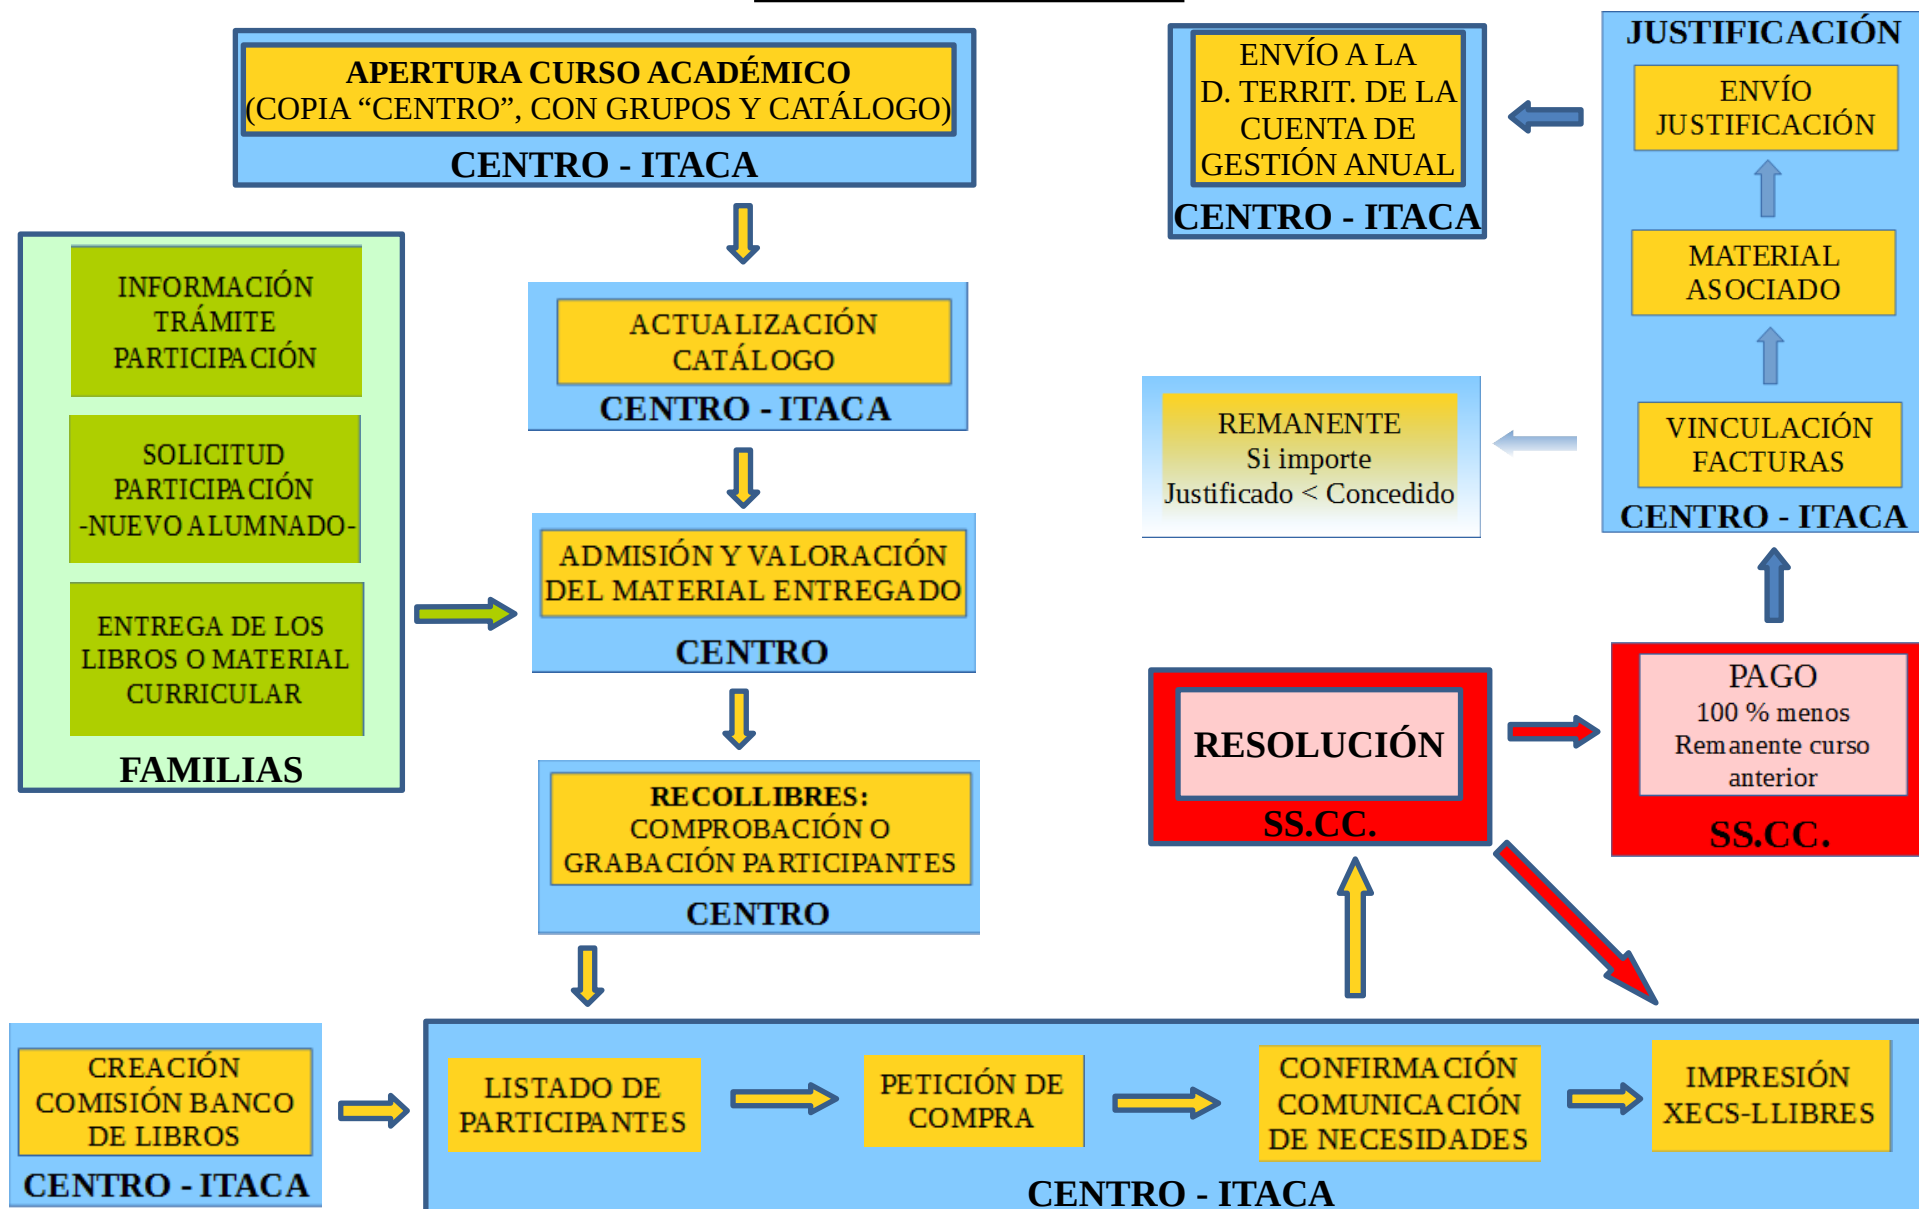 APERTURA CURSO ACADÉMICO
(COPIA “CENTRO”, CON GRUPOS Y CATÁLOGO)
CENTRO - ITACA
INFORMACIÓN
TRÁMITE
PARTICIPACIÓN
SOLICITUD
PARTICIPACIÓN
-NUEVO ALUMNADO-
ENTREGA DE LOS
LIBROS O MATERIAL
CURRICULAR
FAMILIAS
ACTUALIZACIÓN
CATÁLOGO
CENTRO - ITACA
ADMISIÓN Y VALORACIÓN
DEL MATERIAL ENTREGADO
CENTRO
RECOLLIBRES:
COMPROBACIÓN O
GRABACIÓN PARTICIPANTES
CENTRO
CREACIÓN
COMISIÓN BANCO
DE LIBROS
CENTRO - ITACA
LISTADO DE
PARTICIPANTES
PETICIÓN DE
COMPRA
CONFIRMACIÓN
COMUNICACIÓN
DE NECESIDADES
IMPRESIÓN
XECS-LLIBRES
CENTRO - ITACA
RESOLUCIÓN
SS.CC.
PAGO
100 % menos
Remanente curso
anterior
SS.CC.
JUSTIFICACIÓN
ENVÍO
JUSTIFICACIÓN
MATERIAL
ASOCIADO
VINCULACIÓN
FACTURAS
CENTRO - ITACA
REMANENTE
Si importe
Justificado < Concedido
ENVÍO A LA
D. TERRIT. DE LA
CUENTA DE
GESTIÓN ANUAL
CENTRO - ITACA